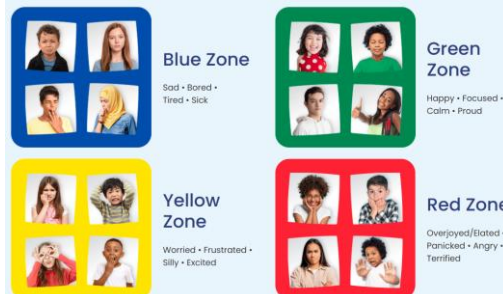 Blue Zone
Sad • Bored •
Tired • Sick
Green
Zone
Happy • Focused •
Calm • Proud
Yellow
Zone
Worried • Frustrated •
Silly • Excited
Red Zone
Overjoyed/Elated •
Panicked • Angry •
Terrified